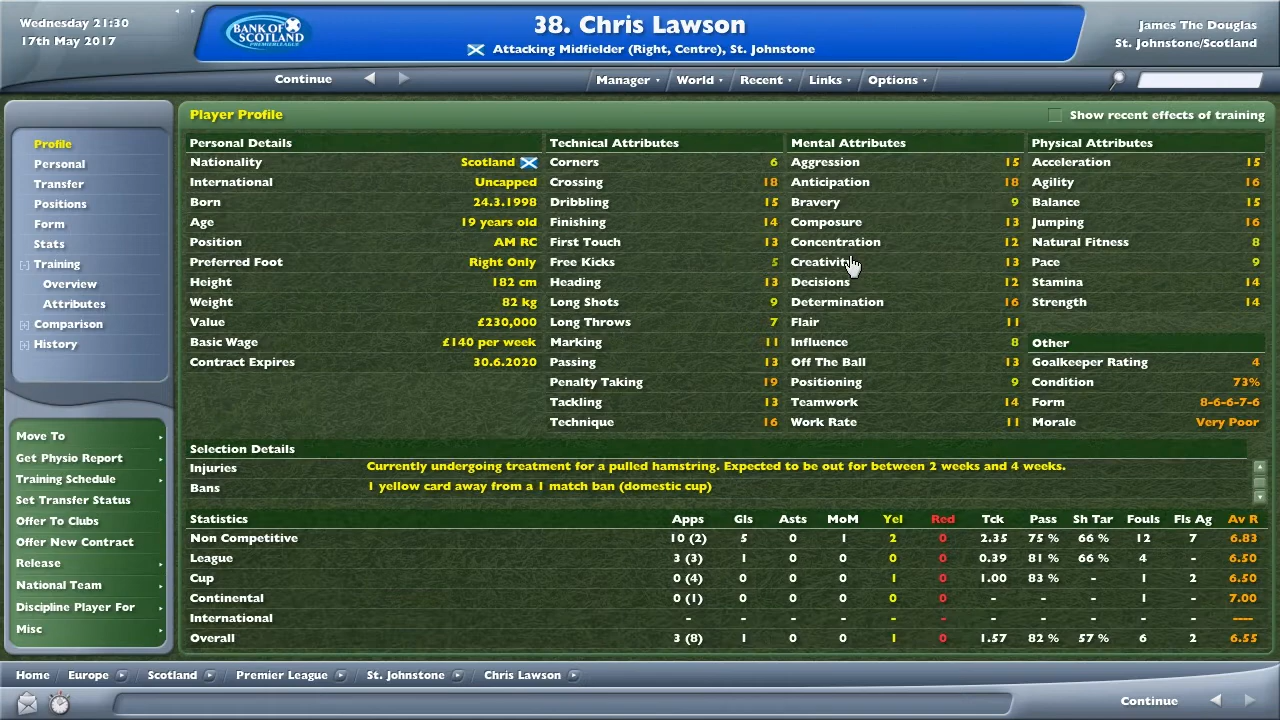 Wednesday 21:30
17th May 2017
BANK OF SCOTLAND PREMIERLEAGUE
38. Chris Lawson
Attacking Midfielder (Right, Centre), St. Johnstone
James The Douglas
St. Johnstone/Scotland
Continue
Manager World Recent Links Options
Profile
Personal
Transfer
Positions
Form
Stats
Training
Overview
Attributes
Comparison
History
Move To
Get Physio Report
Training Schedule
Set Transfer Status
Offer To Clubs
Offer New Contract
Release
National Team
Discipline Player For
Misc
Player Profile
Show recent effects of training
Personal Details
Nationality Scotland
International Uncapped
Born 24.3.1998
Age 19 years old
Position AM RC
Preferred Foot Right Only
Height 182 cm
Weight 82 kg
Value £230,000
Basic Wage £140 per week
Contract Expires 30.6.2020
Technical Attributes
Corners 6
Crossing 18
Dribbling 15
Finishing 14
First Touch 13
Free Kicks 5
Heading 13
Long Shots 9
Long Throws 7
Marking 11
Passing 13
Penalty Taking 19
Tackling 13
Technique 16
Mental Attributes
Aggression 15
Anticipation 18
Bravery 9
Composure 13
Concentration 12
Creativity 13
Decisions 12
Determination 16
Flair 11
Influence 8
Off The Ball 13
Positioning 9
Teamwork 14
Work Rate 11
Physical Attributes
Acceleration 15
Agility 16
Balance 15
Jumping 16
Natural Fitness 8
Pace 9
Stamina 14
Strength 14
Other
Goalkeeper Rating 4
Condition 73%
Form 8-6-6-7-6
Morale Very Poor
Selection Details
Injuries Currently undergoing treatment for a pulled hamstring. Expected to be out for between 2 weeks and 4 weeks.
Bans 1 yellow card away from a 1 match ban (domestic cup)
Statistics Apps Gls Asts MoM Yel Red Tck Pass Sh Tar Fouls Fls Ag Av R
Non Competitive 10 (2) 5 0 1 2 0 2.35 75 % 66 % 12 7 6.83
League 3 (3) 1 0 0 0 0 0.39 81 % 66 % 4 - 6.50
Cup 0 (4) 0 0 0 1 0 1.00 83 % - 1 2 6.50
Continental 0 (1) 0 0 0 0 0 - - - 1 - 7.00
International - - - - - - - - - - - ----
Overall 3 (8) 1 0 0 1 0 1.57 82 % 57 % 6 2 6.55
Home Europe Scotland Premier League St. Johnstone Chris Lawson
Continue